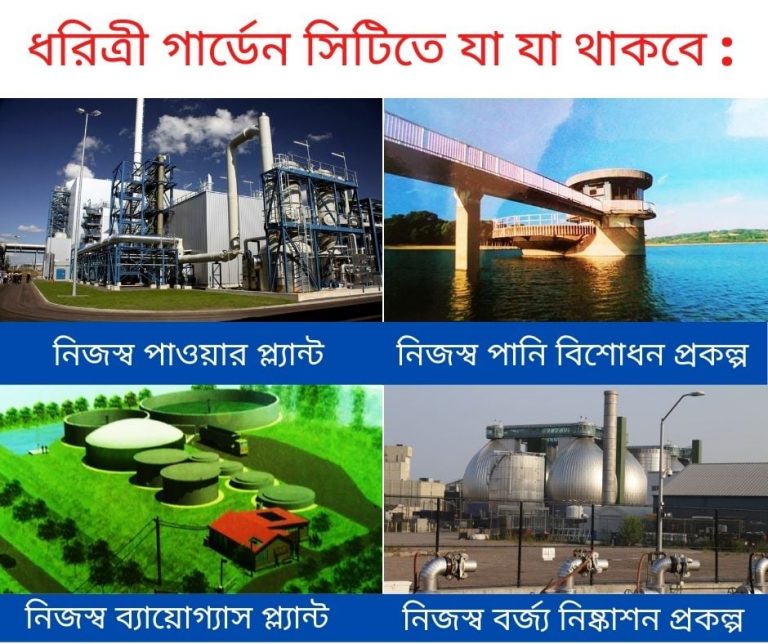 ধরিত্রী গার্ডেন সিটিতে যা যা থাকবে :
নিজস্ব পাওয়ার প্ল্যান্ট
নিজস্ব পানি বিশোধন প্রকল্প
নিজস্ব ব্যায়োগ্যাস প্ল্যান্ট
নিজস্ব বর্জ্য নিষ্কাশন প্রকল্প